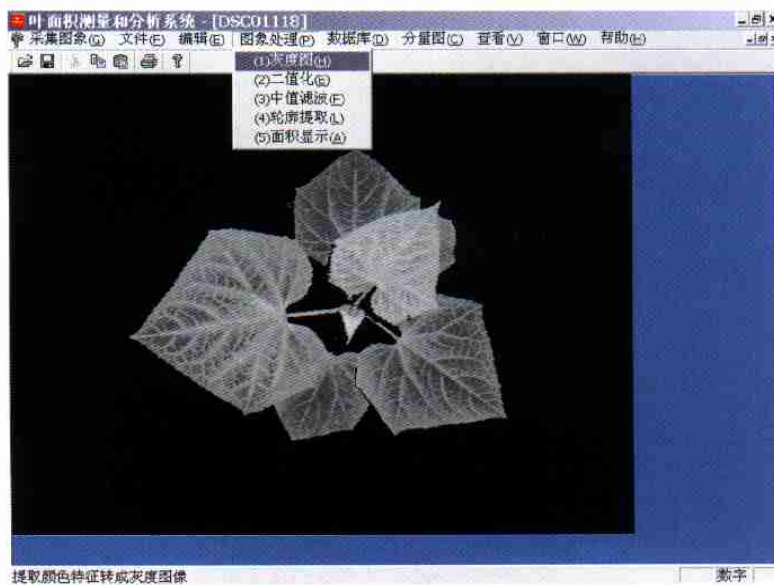 叶面积测量和分析系统 - [DSC01118]
采集图象(G) 文件(F) 编辑(E) 图象处理(P) 数据库(D) 分量图(C) 查看(V) 窗口(W) 帮助(H)
(1)灰度图(H)
(2)二值化(E)
(3)中值滤波(F)
(4)轮廓提取(L)
(5)面积显示(A)
提取颜色特征转成灰度图像 数字